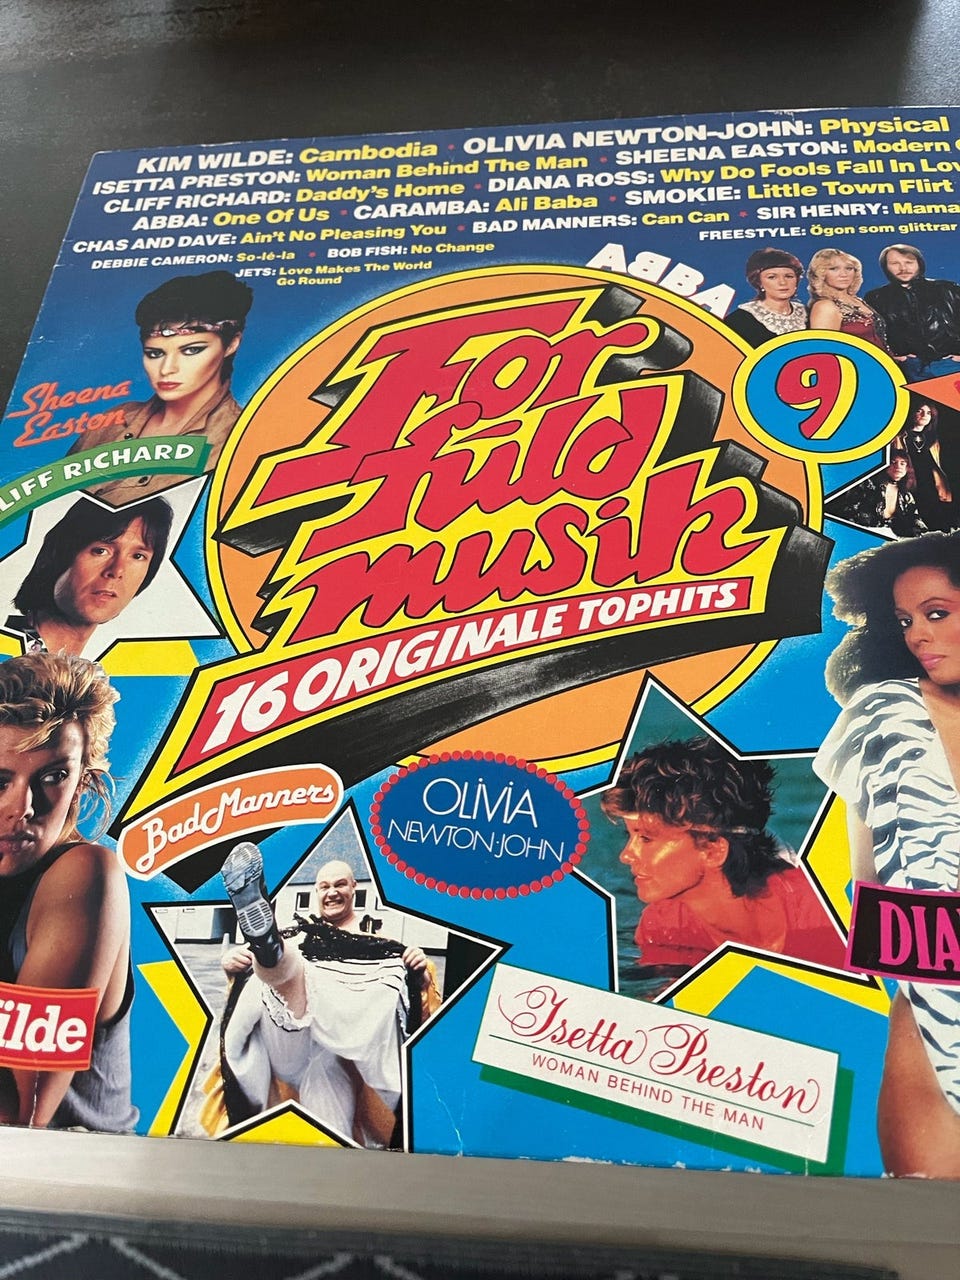 KIM WILDE: Cambodia • OLIVIA NEWTON-JOHN: Physical
ISETTA PRESTON: Woman Behind The Man • SHEENA EASTON: Modern
CLIFF RICHARD: Daddy's Home • DIANA ROSS: Why Do Fools Fall In Lov
ABBA: One Of Us • CARAMBA: Ali Baba • SMOKIE: Little Town Flirt
CHAS AND DAVE: Ain't No Pleasing You • BAD MANNERS: Can Can • SIR HENRY: Mama
DEBBIE CAMERON: So-lé-la • BOB FISH: No Change
FREESTYLE: Ögon som glittrar
JETS: Love Makes The World
Go Round
ABBA
9
Sheena
Easton
LIFF RICHARD
For
fuld
musik
16 ORIGINALE TOPHITS
Bad Manners
OLIVIA
NEWTON-JOHN
DIA
ilde
Isetta Preston
WOMAN BEHIND THE MAN